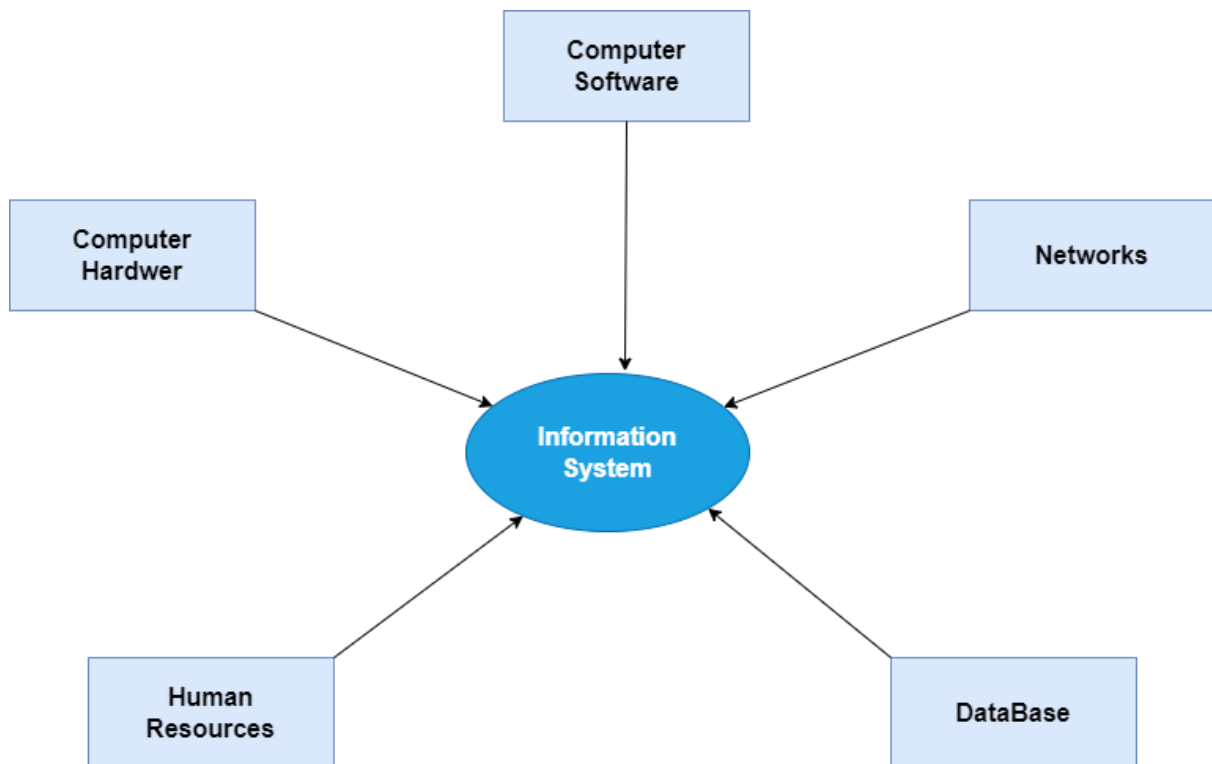 Computer
Software
Computer
Hardwer
Networks
Information
System
Human
Resources
DataBase